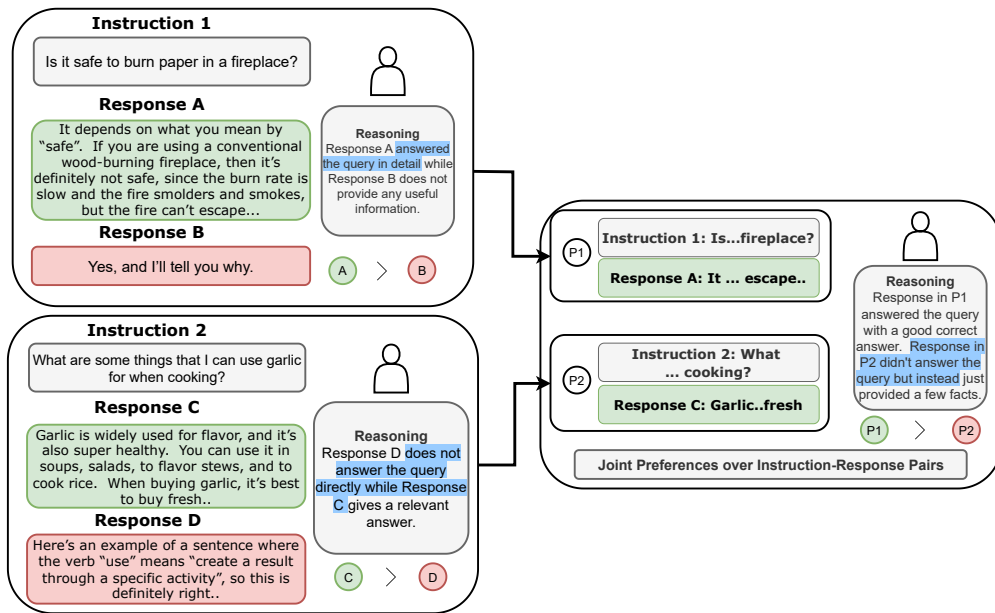 Instruction 1
Is it safe to burn paper in a fireplace?
Response A
It depends on what you mean by
“safe”. If you are using a conventional
wood-burning fireplace, then it’s
definitely not safe, since the burn rate is
slow and the fire smolders and smokes,
but the fire can’t escape...
Response B
Yes, and I’ll tell you why.
Reasoning
Response A answered
the query in detail while
Response B does not
provide any useful
information.
A > B
Instruction 2
What are some things that I can use garlic
for when cooking?
Response C
Garlic is widely used for flavor, and it’s
also super healthy. You can use it in
soups, salads, to flavor stews, and to
cook rice. When buying garlic, it’s best
to buy fresh..
Response D
Here’s an example of a sentence where
the verb “use” means “create a result
through a specific activity”, so this is
definitely right..
Reasoning
Response D does not
answer the query
directly while Response
C gives a relevant
answer.
C > D
P1
Instruction 1: Is...fireplace?
Response A: It ... escape..
P2
Instruction 2: What
... cooking?
Response C: Garlic..fresh
Reasoning
Response in P1
answered the query
with a good correct
answer. Response in
P2 didn't answer the
query but instead just
provided a few facts.
P1 > P2
Joint Preferences over Instruction-Response Pairs